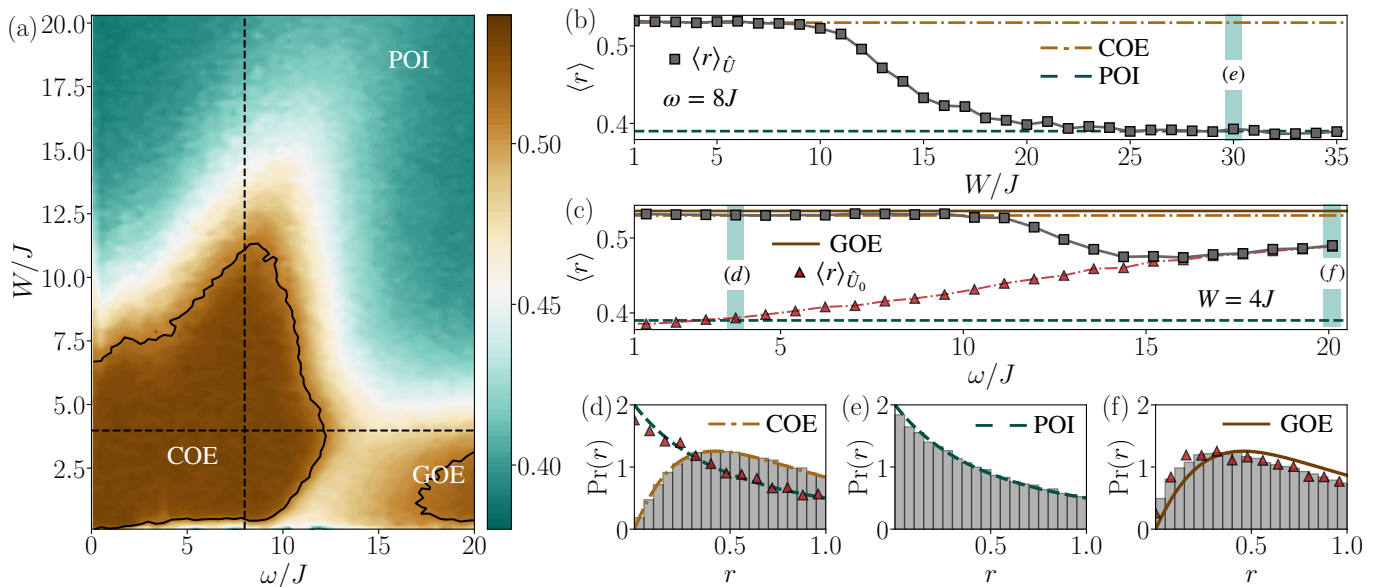 (a)
20.0
17.5
15.0
12.5
10.0
7.5
5.0
2.5
W/J
POI
COE
GOE
0
5
10
15
20
ω/J
0.50
0.45
0.40
(b)
0.5
0.4
⟨r⟩
⟨r⟩_Û
ω = 8J
COE
POI
(e)
1
5
10
15
20
25
30
35
W/J
(c)
0.5
0.4
⟨r⟩
GOE
⟨r⟩_Û₀
(d)
(f)
W = 4J
1
5
10
15
20
ω/J
(d)
2
1
0
Pr(r)
COE
0.5
1.0
r
(e)
2
1
0
Pr(r)
POI
0.5
1.0
r
(f)
2
1
0
Pr(r)
GOE
0.5
1.0
r